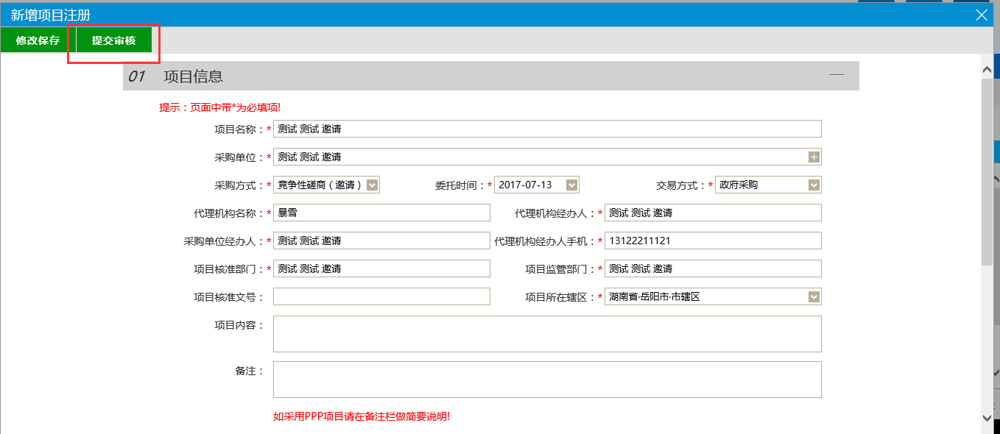 新增项目注册
修改保存 提交审核
01 项目信息
提示：页面中带*为必填项!
项目名称：* 测试 测试 邀请
采购单位：* 测试 测试 邀请
采购方式：* 竞争性磋商（邀请） 委托时间：* 2017-07-13 交易方式：* 政府采购
代理机构名称：* 暴雪 代理机构经办人：* 测试 测试 邀请
采购单位经办人：* 测试 测试 邀请 代理机构经办人手机：* 13122211121
项目核准部门：* 测试 测试 邀请 项目监管部门：* 测试 测试 邀请
项目核准文号： 项目所在辖区：* 湖南省·岳阳市·市辖区
项目内容：
备注：
如采用PPP项目请在备注栏做简要说明!